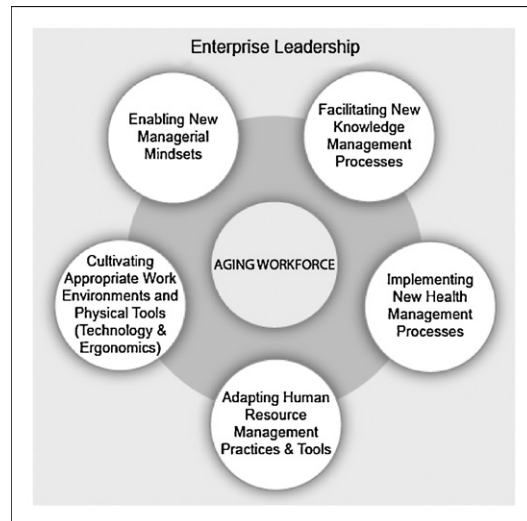 Enterprise Leadership
Enabling New
Managerial
Mindsets
Facilitating New
Knowledge
Management
Processes
AGING WORKFORCE
Cultivating
Appropriate Work
Environments and
Physical Tools
(Technology &
Ergonomics)
Implementing
New Health
Management
Processes
Adapting Human
Resource
Management
Practices & Tools